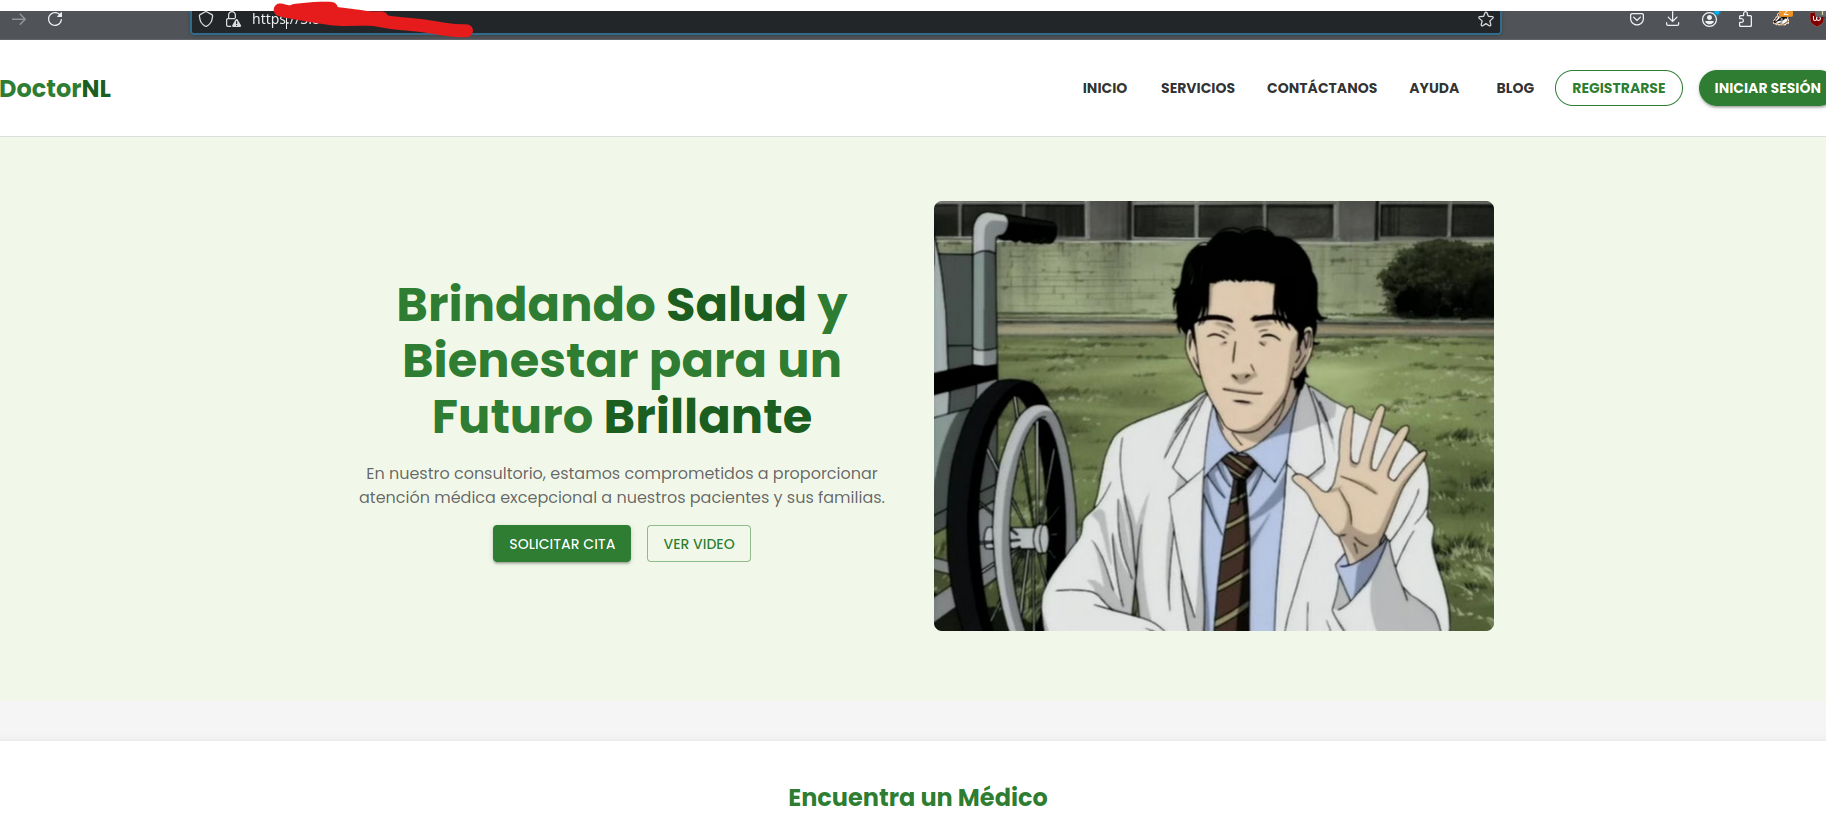 https://
DoctorNL
INICIO
SERVICIOS
CONTÁCTANOS
AYUDA
BLOG
REGISTRARSE
INICIAR SESIÓN
Brindando Salud y
Bienestar para un
Futuro Brillante
En nuestro consultorio, estamos comprometidos a proporcionar
atención médica excepcional a nuestros pacientes y sus familias.
SOLICITAR CITA
VER VIDEO
Encuentra un Médico